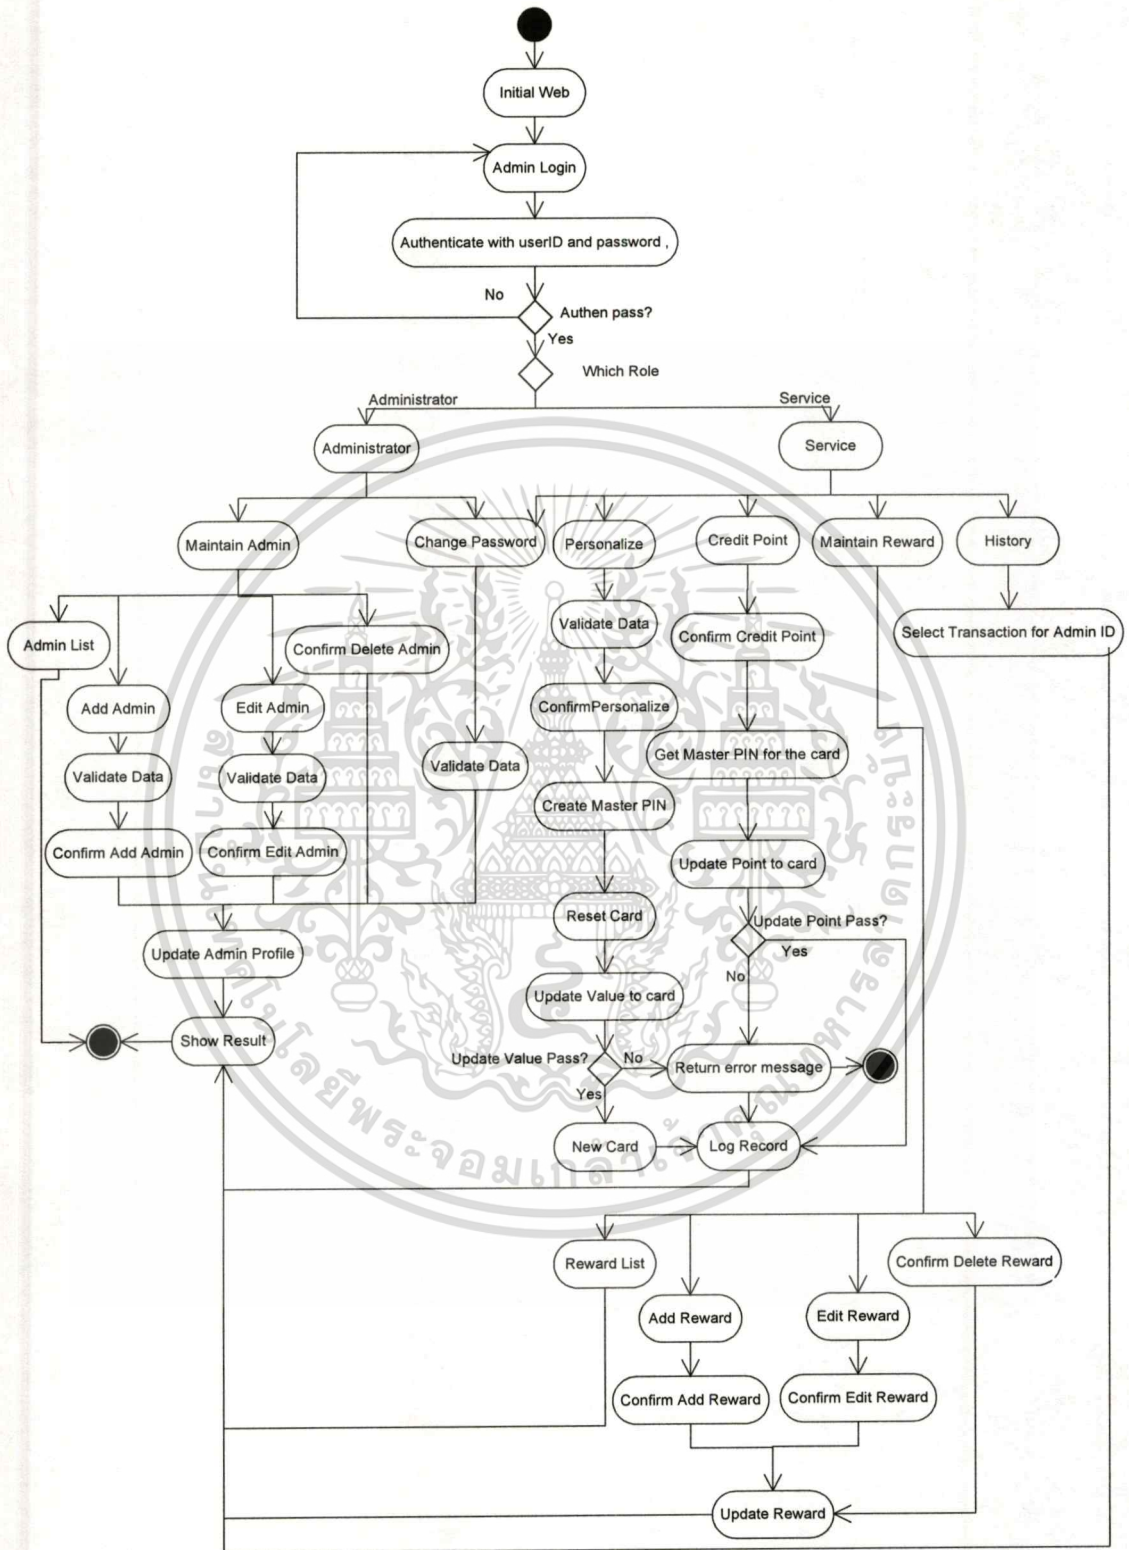 Initial Web
Admin Login
Authenticate with userID and password ,
No
Authen pass?
Yes
Which Role
Administrator
Service
Administrator
Service
Maintain Admin
Change Password
Personalize
Credit Point
Maintain Reward
History
Admin List
Confirm Delete Admin
Validate Data
Confirm Credit Point
Select Transaction for Admin ID
Add Admin
Edit Admin
ConfirmPersonalize
Validate Data
Validate Data
Validate Data
Get Master PIN for the card
Create Master PIN
Confirm Add Admin
Confirm Edit Admin
Update Point to card
Reset Card
Update Point Pass?
Yes
Update Admin Profile
No
Update Value to card
Show Result
Update Value Pass?
No
Return error message
Yes
New Card
Log Record
Reward List
Confirm Delete Reward
Add Reward
Edit Reward
Confirm Add Reward
Confirm Edit Reward
Update Reward